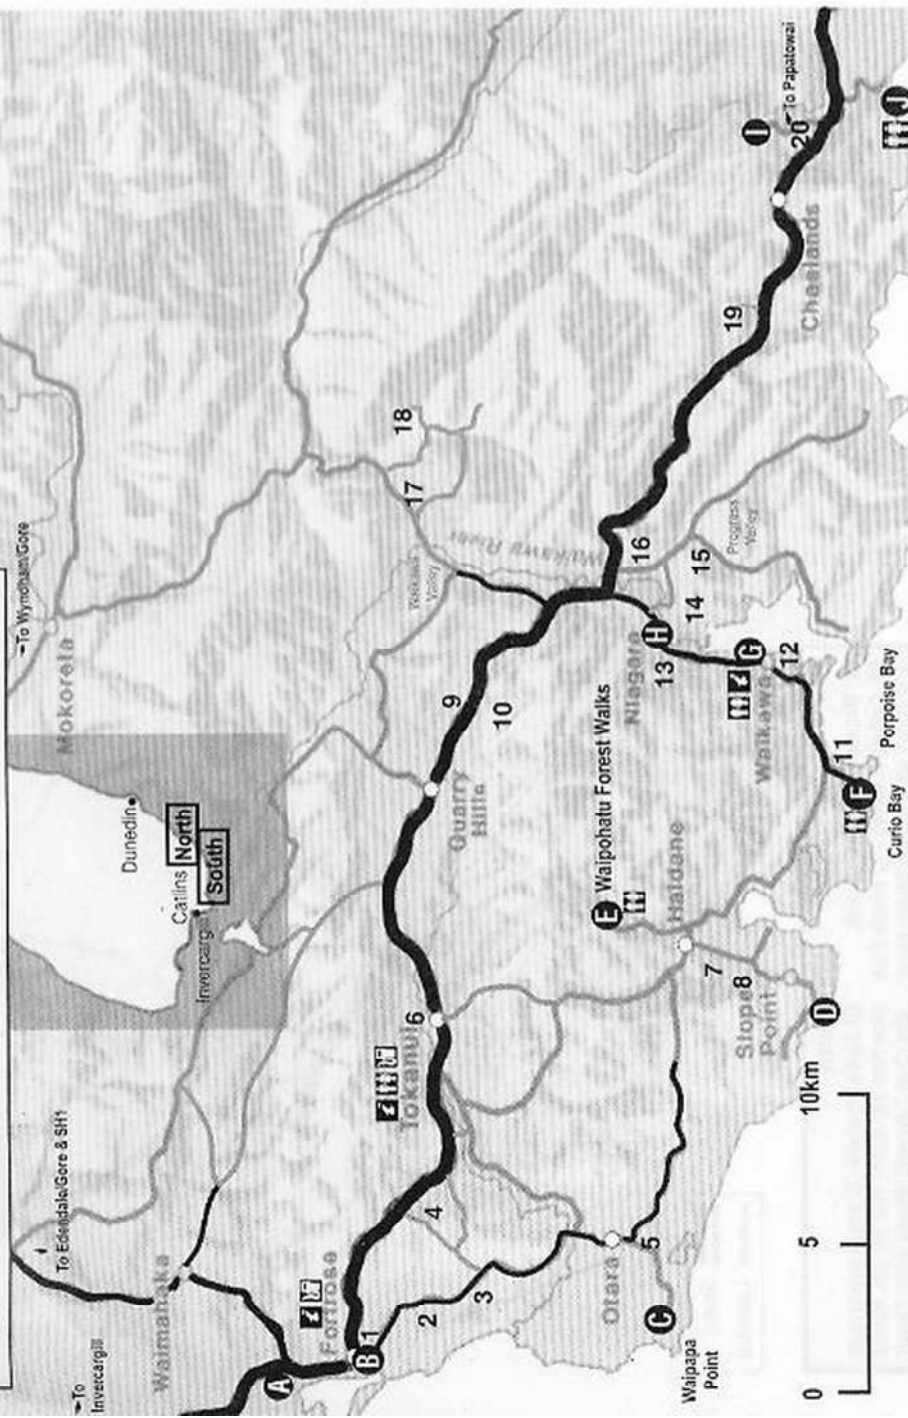 To Wyndham/Gore
Mokoreta
Dunedin
Catlins
North
South
Invercargill
To Edendale/Gore & SH1
Waimahaka
To
Invercargill
A
B
1
Fortrose
2
3
4
Otara
5
C
Waipapa
Point
Tokanui
6
Quarry
Hills
9
10
Waikawa
Valley
Waikawa River
17
18
16
15
14
Progress
Valley
H
Niagara
13
G
12
Waikawa
11
F
Porpoise Bay
Curio Bay
E
Waipohatu Forest Walks
Haldane
7
8
Slope
Point
D
19
Chaslands
20
I
To Papatowai
J
0
5
10km